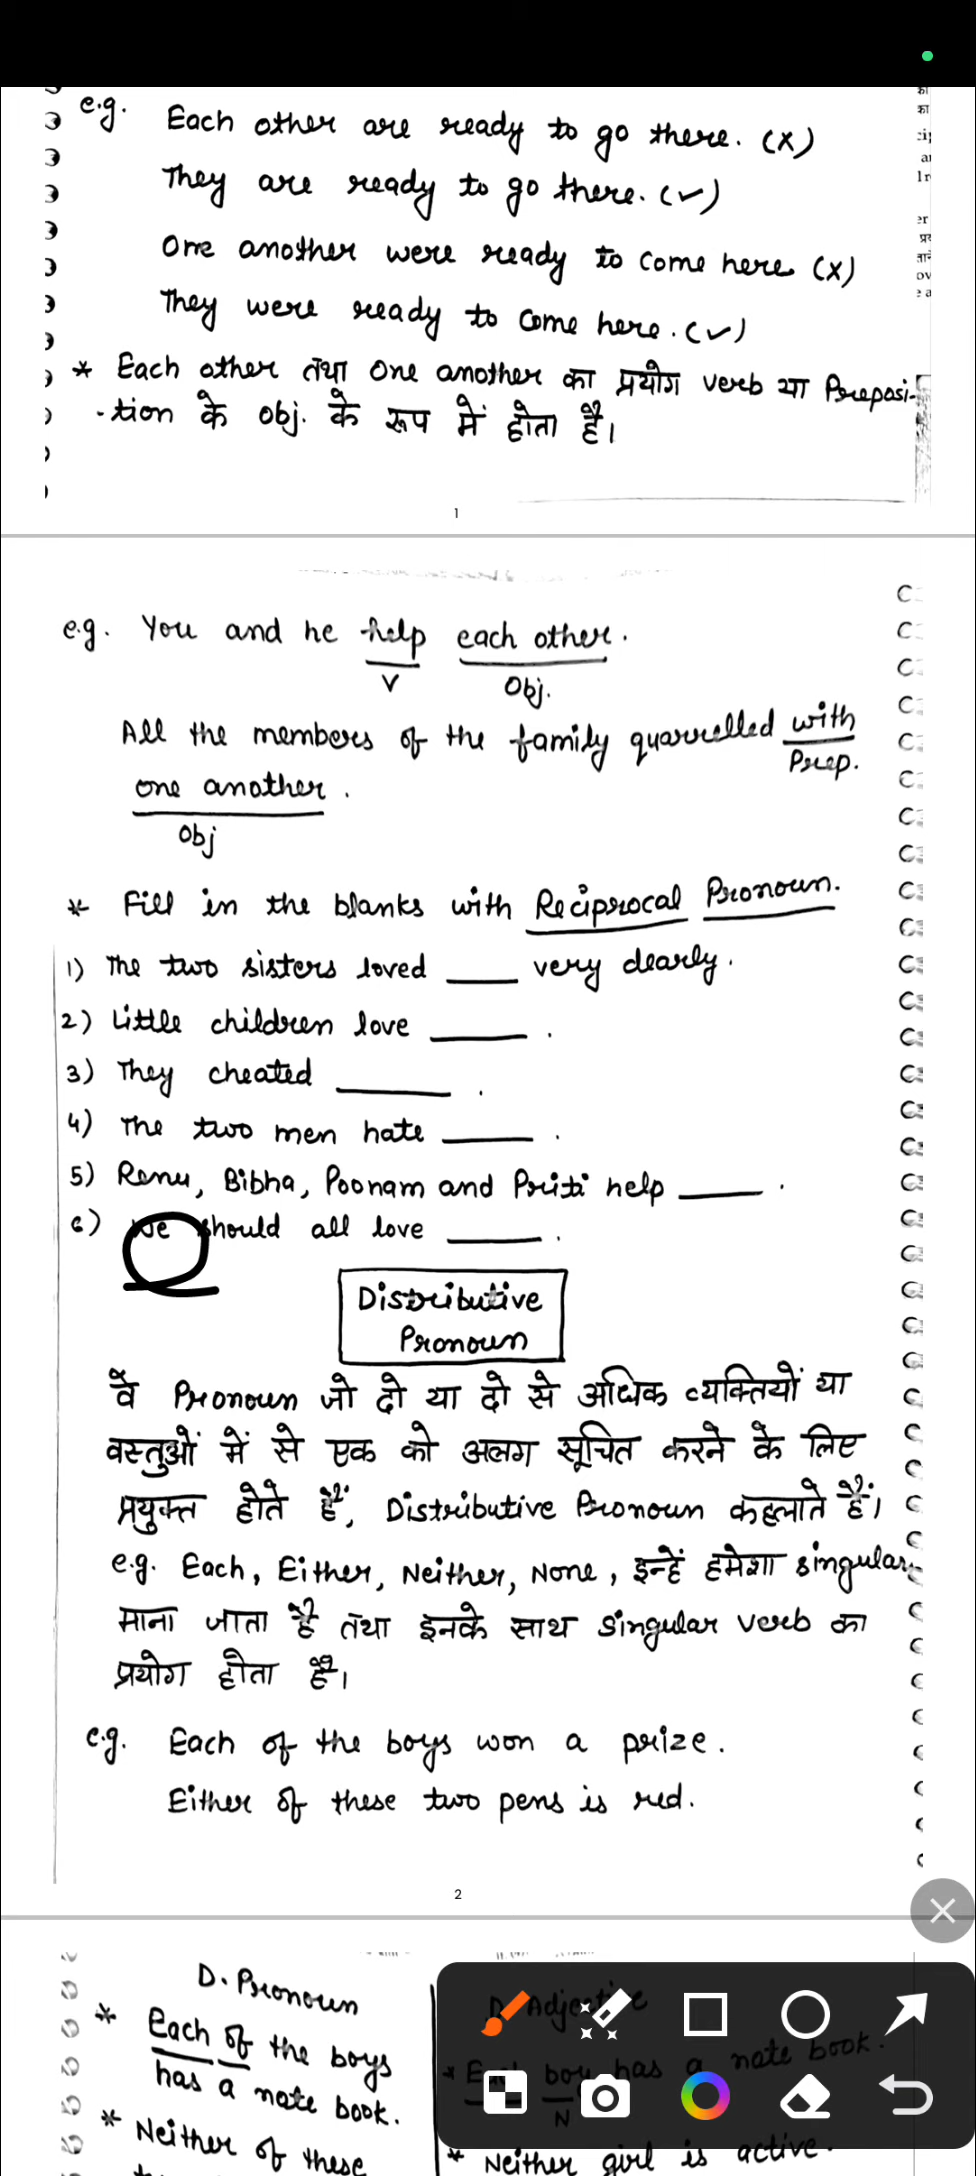 e.g. Each other are ready to go there. (x)
They are ready to go there. (✓)
One another were ready to come here (x)
They were ready to come here. (✓)
* Each other तथा One another का प्रयोग verb या Preposi-
-tion के obj. के रूप में होता है।
1
e.g. You and he help each other.
V Obj.
All the members of the family quarrelled with
Prep.
one another.
Obj
* Fill in the blanks with Reciprocal Pronoun.
1) The two sisters loved ____ very dearly.
2) Little children love ____ .
3) They cheated ____ .
4) The two men hate ____ .
5) Renu, Bibha, Poonam and Priti help ____ .
6) We should all love ____ .
Distributive
Pronoun
वे Pronoun जो दो या दो से अधिक व्यक्तियों या
वस्तुओं में से एक को अलग सूचित करने के लिए
प्रयुक्त होते हैं, Distributive Pronoun कहलाते हैं।
e.g. Each, Either, Neither, None, इन्हें हमेशा singular
माना जाता है तथा इनके साथ singular verb का
प्रयोग होता है।
e.g. Each of the boys won a prize.
Either of these two pens is red.
2
D. Pronoun
* Each of the boys
has a note book.
* Neither of these
D. Adjective
* Each boy has a note book.
N
* Neither girl is active.